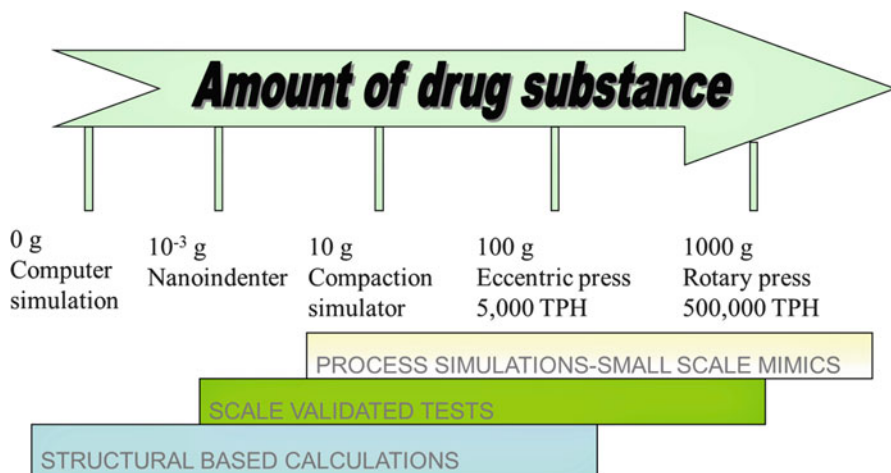 Amount of drug substance
0 g
Computer
simulation
10⁻³ g
Nanoindenter
10 g
Compaction
simulator
100 g
Eccentric press
5,000 TPH
1000 g
Rotary press
500,000 TPH
PROCESS SIMULATIONS-SMALL SCALE MIMICS
SCALE VALIDATED TESTS
STRUCTURAL BASED CALCULATIONS